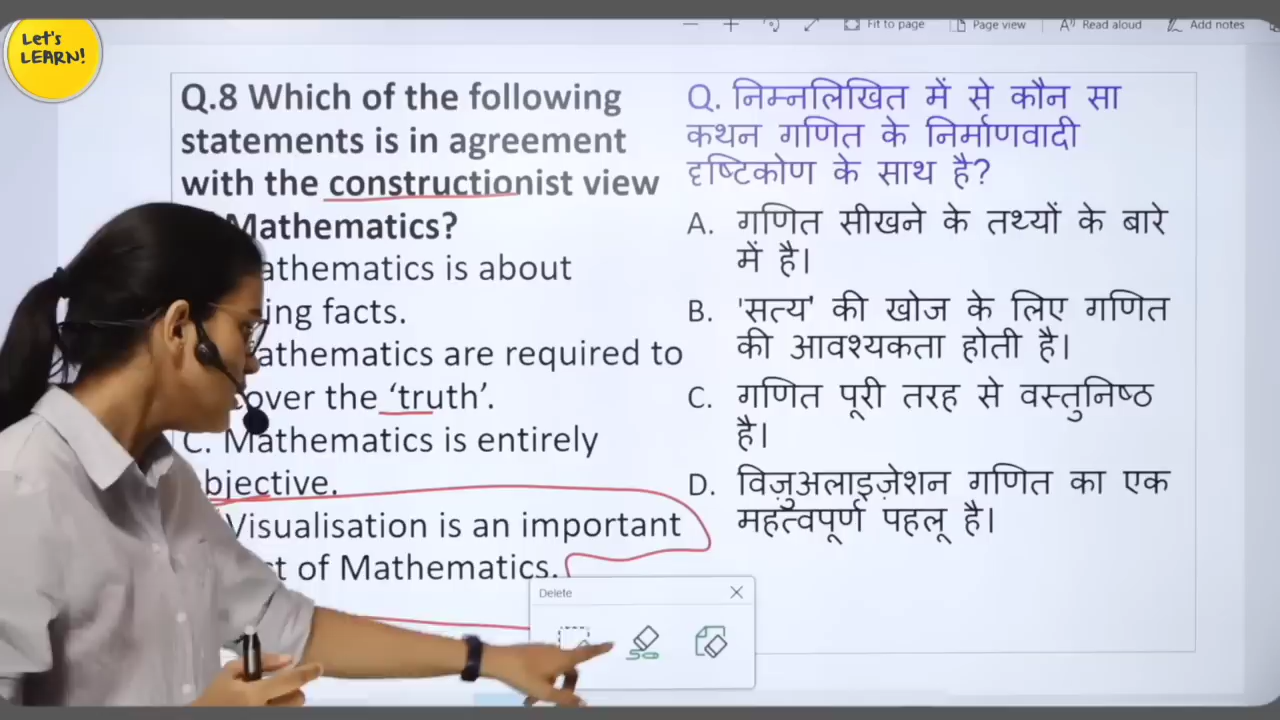 Let's
LEARN!
Fit to page
Page view
Read aloud
Add notes
Q.8 Which of the following
statements is in agreement
with the constructionist view
Mathematics?
athematics is about
ing facts.
athematics are required to
cover the ‘truth’.
C. Mathematics is entirely
bjective.
Visualisation is an important
ct of Mathematics.
Q. निम्नलिखित में से कौन सा
कथन गणित के निर्माणवादी
दृष्टिकोण के साथ है?
A. गणित सीखने के तथ्यों के बारे
में है।
B. 'सत्य' की खोज के लिए गणित
की आवश्यकता होती है।
C. गणित पूरी तरह से वस्तुनिष्ठ
है।
D. विज़ुअलाइज़ेशन गणित का एक
महत्वपूर्ण पहलू है।
Delete